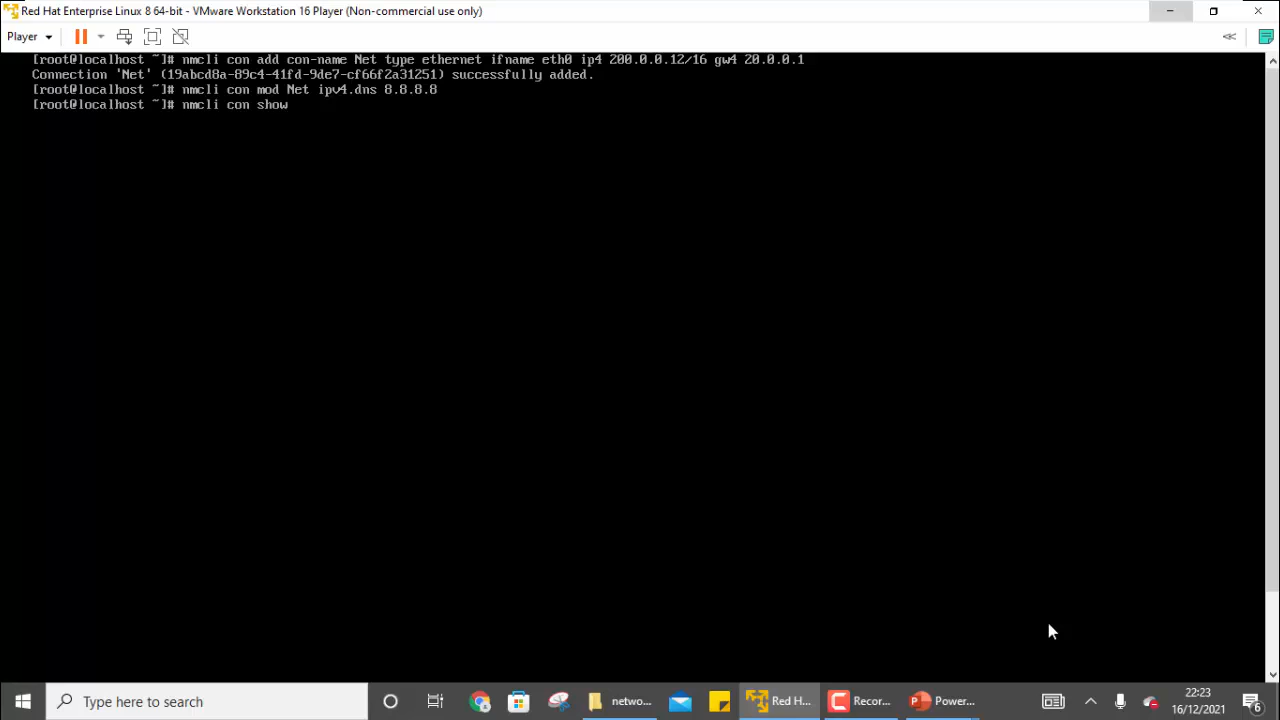 Red Hat Enterprise Linux 8 64-bit - VMware Workstation 16 Player (Non-commercial use only)
Player
[root@localhost ~]# nmcli con add con-name Net type ethernet ifname eth0 ip4 200.0.0.12/16 gw4 20.0.0.1
Connection 'Net' (19abcd8a-89c4-41fd-9de7-cf66f2a31251) successfully added.
[root@localhost ~]# nmcli con mod Net ipv4.dns 8.8.8.8
[root@localhost ~]# nmcli con show
Type here to search
netwo...
Red H...
Recor...
Power...
22:23
16/12/2021
6